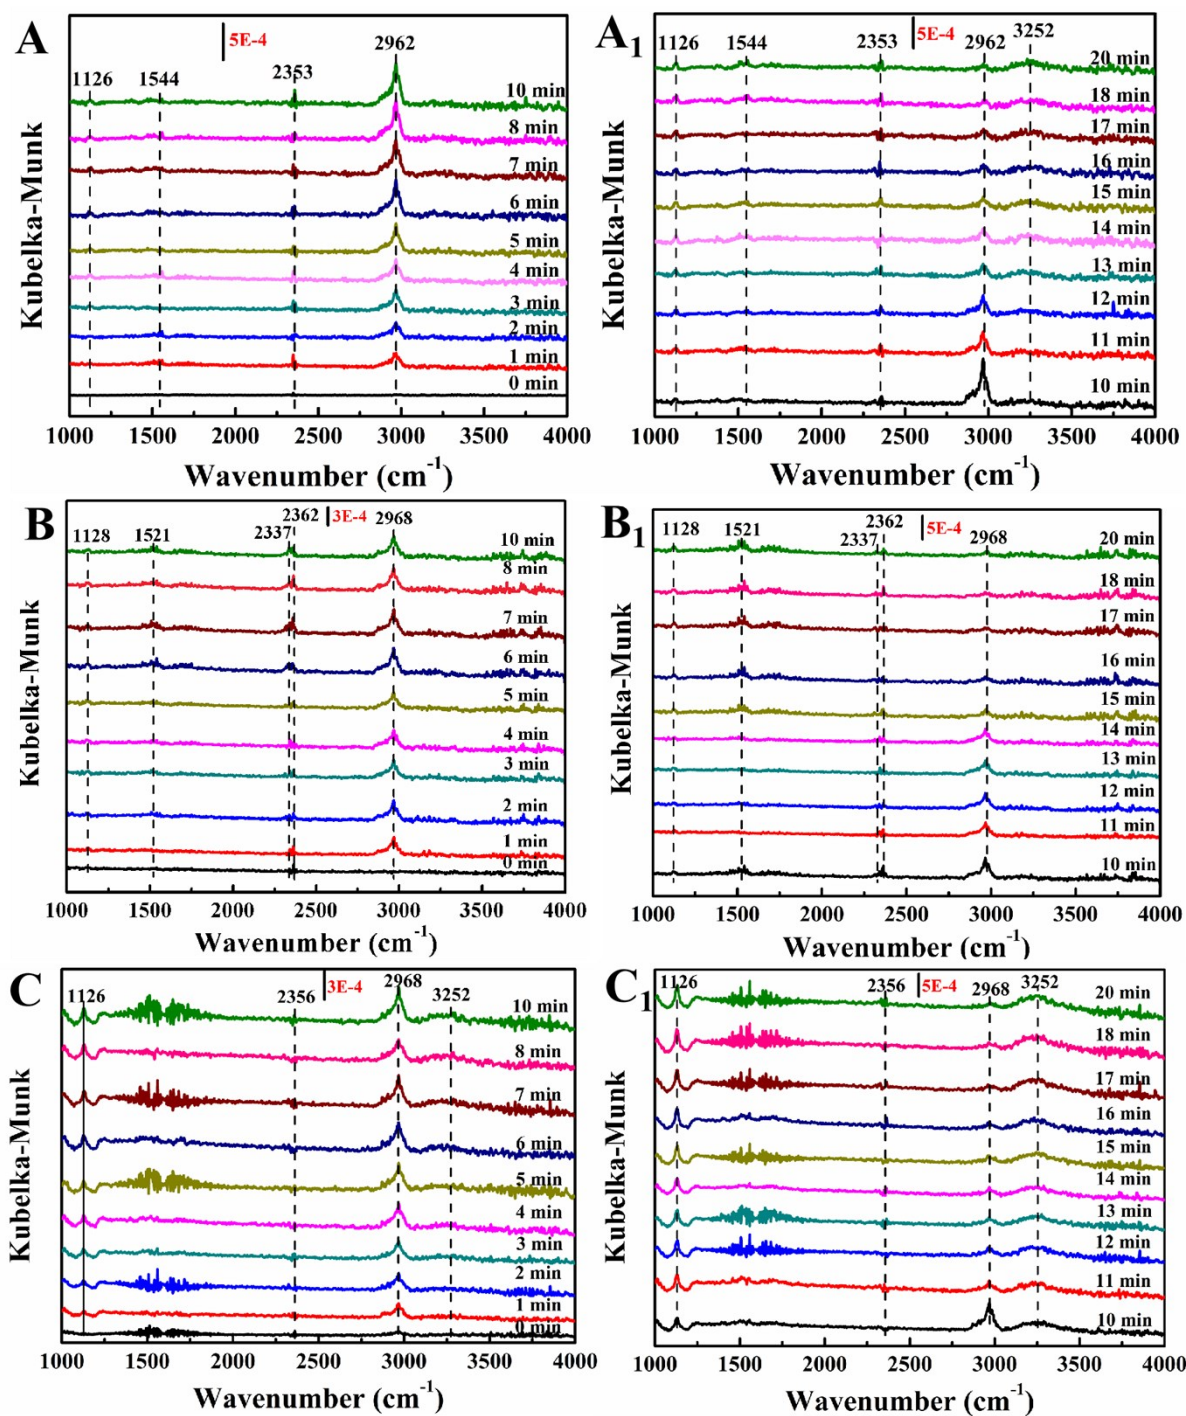 A
5E-4
1126
1544
2353
2962
10 min
8 min
7 min
6 min
5 min
4 min
3 min
2 min
1 min
0 min
Kubelka-Munk
1000 1500 2000 2500 3000 3500 4000
Wavenumber (cm-1)
A1
5E-4
1126
1544
2353
2962
3252
20 min
18 min
17 min
16 min
15 min
14 min
13 min
12 min
11 min
10 min
Kubelka-Munk
1000 1500 2000 2500 3000 3500 4000
Wavenumber (cm-1)
B
3E-4
1128
1521
2337
2362
2968
10 min
8 min
7 min
6 min
5 min
4 min
3 min
2 min
1 min
0 min
Kubelka-Munk
1000 1500 2000 2500 3000 3500 4000
Wavenumber (cm-1)
B1
5E-4
1128
1521
2337
2362
2968
20 min
18 min
17 min
16 min
15 min
14 min
13 min
12 min
11 min
10 min
Kubelka-Munk
1000 1500 2000 2500 3000 3500 4000
Wavenumber (cm-1)
C
3E-4
1126
2356
2968
3252
10 min
8 min
7 min
6 min
5 min
4 min
3 min
2 min
1 min
0 min
Kubelka-Munk
1000 1500 2000 2500 3000 3500 4000
Wavenumber (cm-1)
C1
5E-4
1126
2356
2968
3252
20 min
18 min
17 min
16 min
15 min
14 min
13 min
12 min
11 min
10 min
Kubelka-Munk
1000 1500 2000 2500 3000 3500 4000
Wavenumber (cm-1)